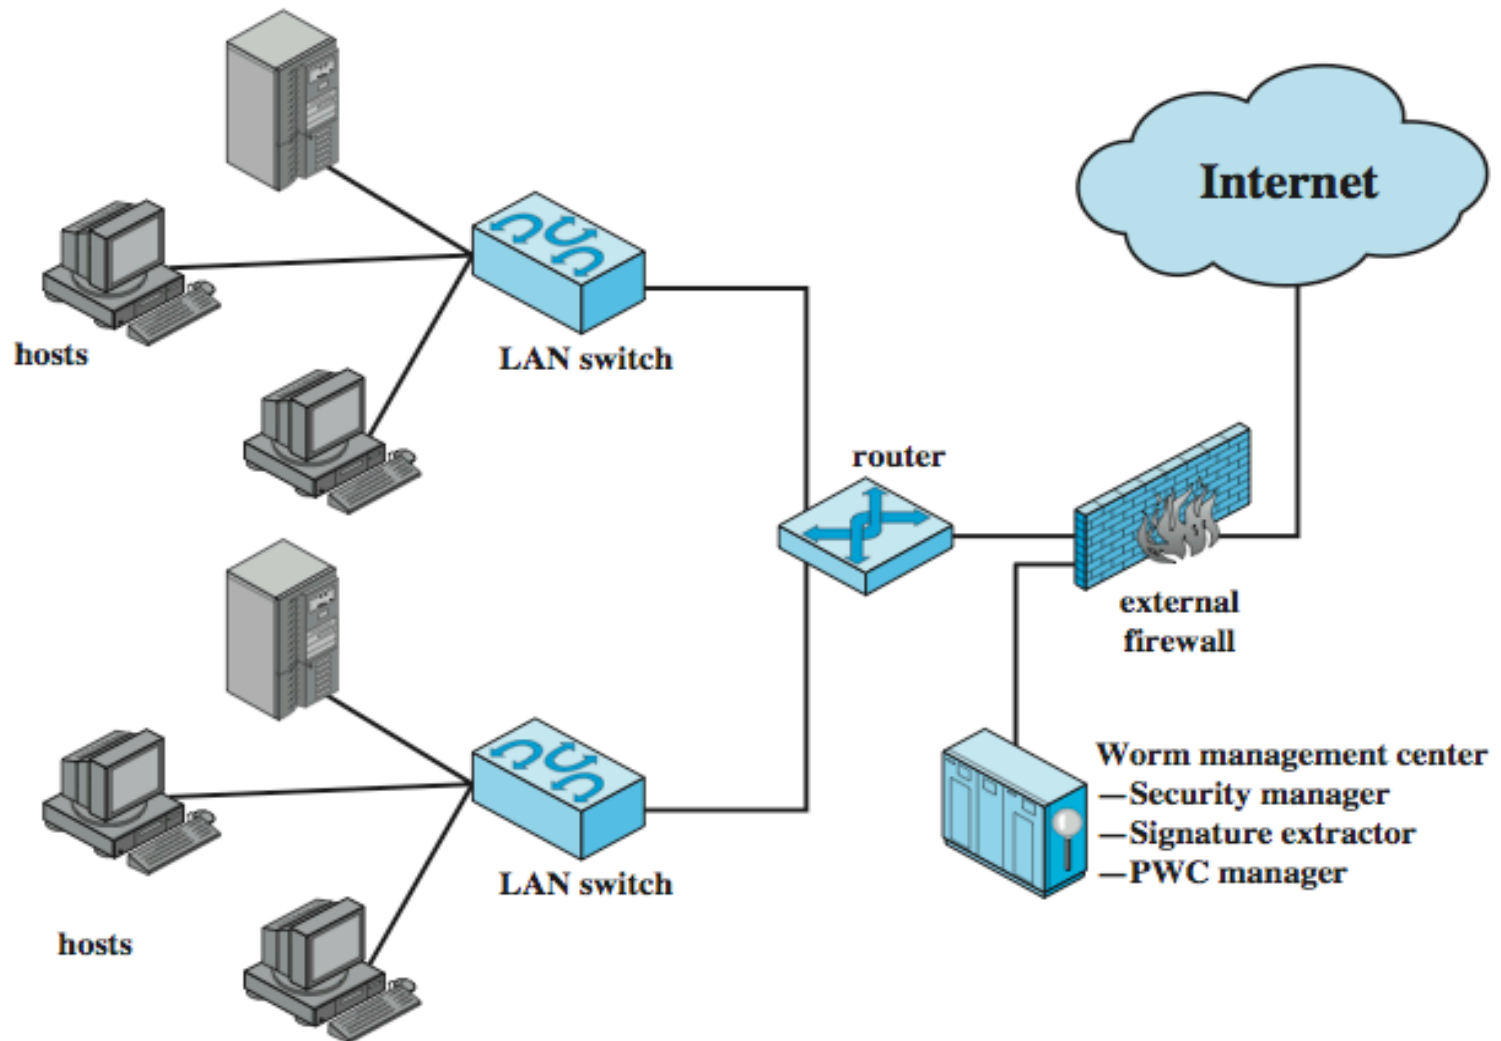 Internet
hosts
LAN switch
router
external
firewall
Worm management center
—Security manager
—Signature extractor
—PWC manager
LAN switch
hosts